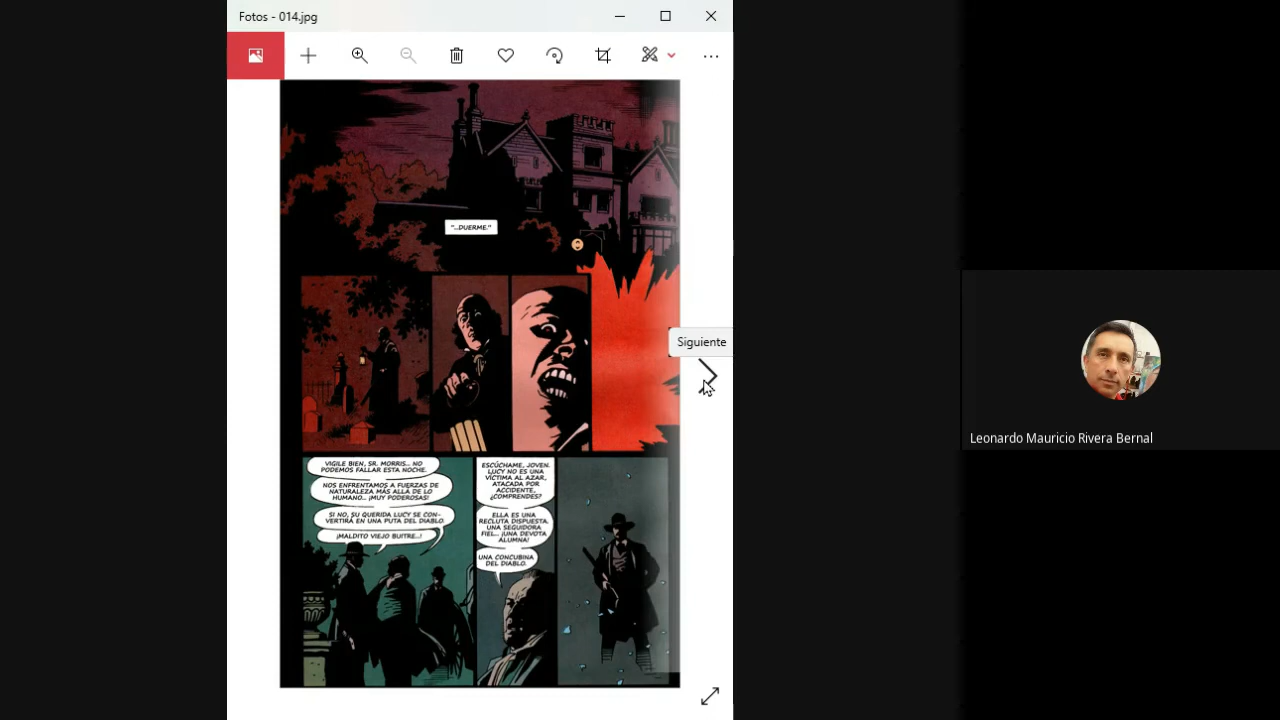 Fotos - 014.jpg
"...DUERME."
Siguiente
VIGILE BIEN, SR. MORRIS... NO
PODEMOS FALLAR ESTA NOCHE.
NOS ENFRENTAMOS A FUERZAS DE
NATURALEZA MÁS ALLÁ DE LO
HUMANO... ¡MUY PODEROSAS!
SI NO, SU QUERIDA LUCY SE CON-
VERTIRÁ EN UNA PUTA DEL DIABLO.
¡MALDITO VIEJO BUITRE...!
ESCÚCHAME, JOVEN.
LUCY NO ES UNA
VÍCTIMA AL AZAR,
ATACADA POR
ACCIDENTE,
¿COMPRENDES?
ELLA ES UNA
RECLUTA DISPUESTA.
UNA SEGUIDORA
FIEL... ¡UNA DEVOTA
ALUMNA!
UNA CONCUBINA
DEL DIABLO.
Leonardo Mauricio Rivera Bernal